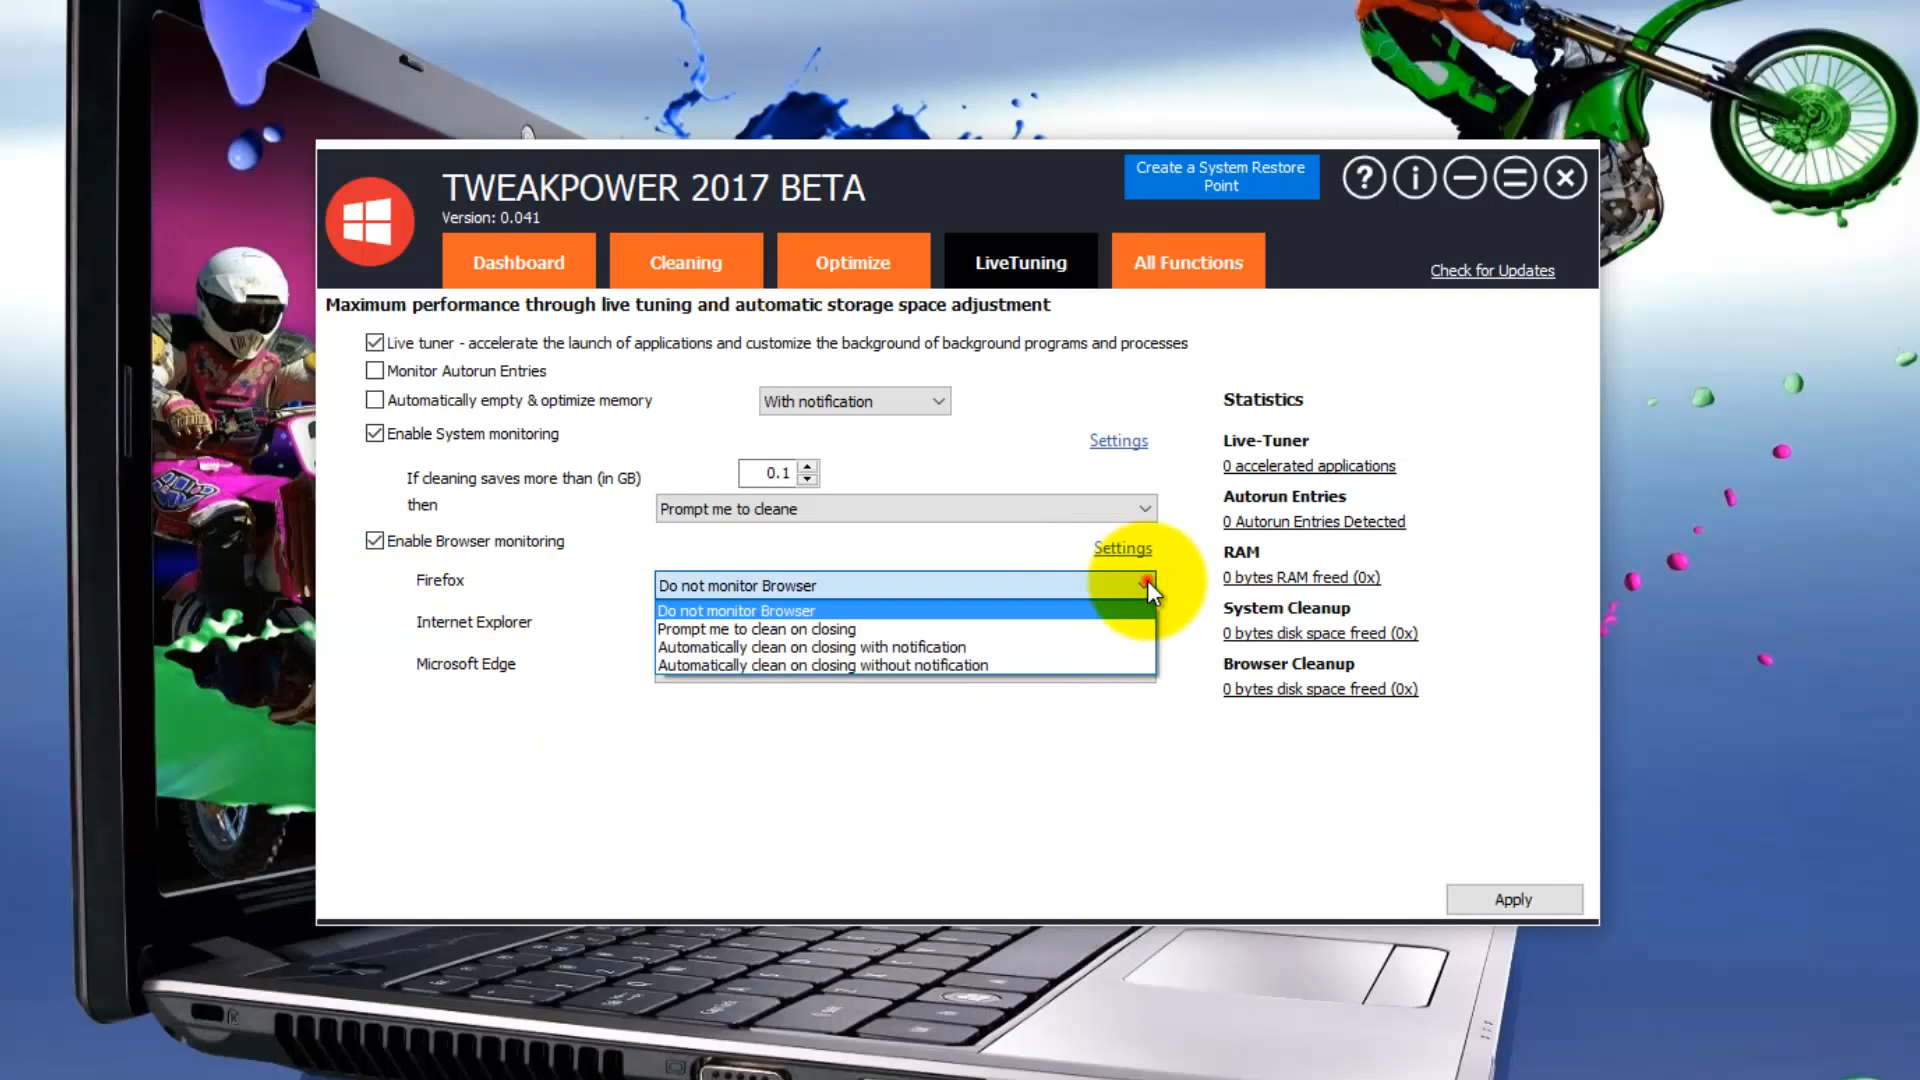 Create a System Restore
Point
TWEAKPOWER 2017 BETA
Version: 0.041
Dashboard
Cleaning
Optimize
LiveTuning
All Functions
Check for Updates
Maximum performance through live tuning and automatic storage space adjustment
Live tuner - accelerate the launch of applications and customize the background of background programs and processes
Monitor Autorun Entries
Automatically empty & optimize memory
With notification
Enable System monitoring
Settings
If cleaning saves more than (in GB)
0.1
then
Prompt me to cleane
Enable Browser monitoring
Settings
Firefox
Do not monitor Browser
Do not monitor Browser
Prompt me to clean on closing
Automatically clean on closing with notification
Automatically clean on closing without notification
Internet Explorer
Microsoft Edge
Statistics
Live-Tuner
0 accelerated applications
Autorun Entries
0 Autorun Entries Detected
RAM
0 bytes RAM freed (0x)
System Cleanup
0 bytes disk space freed (0x)
Browser Cleanup
0 bytes disk space freed (0x)
Apply